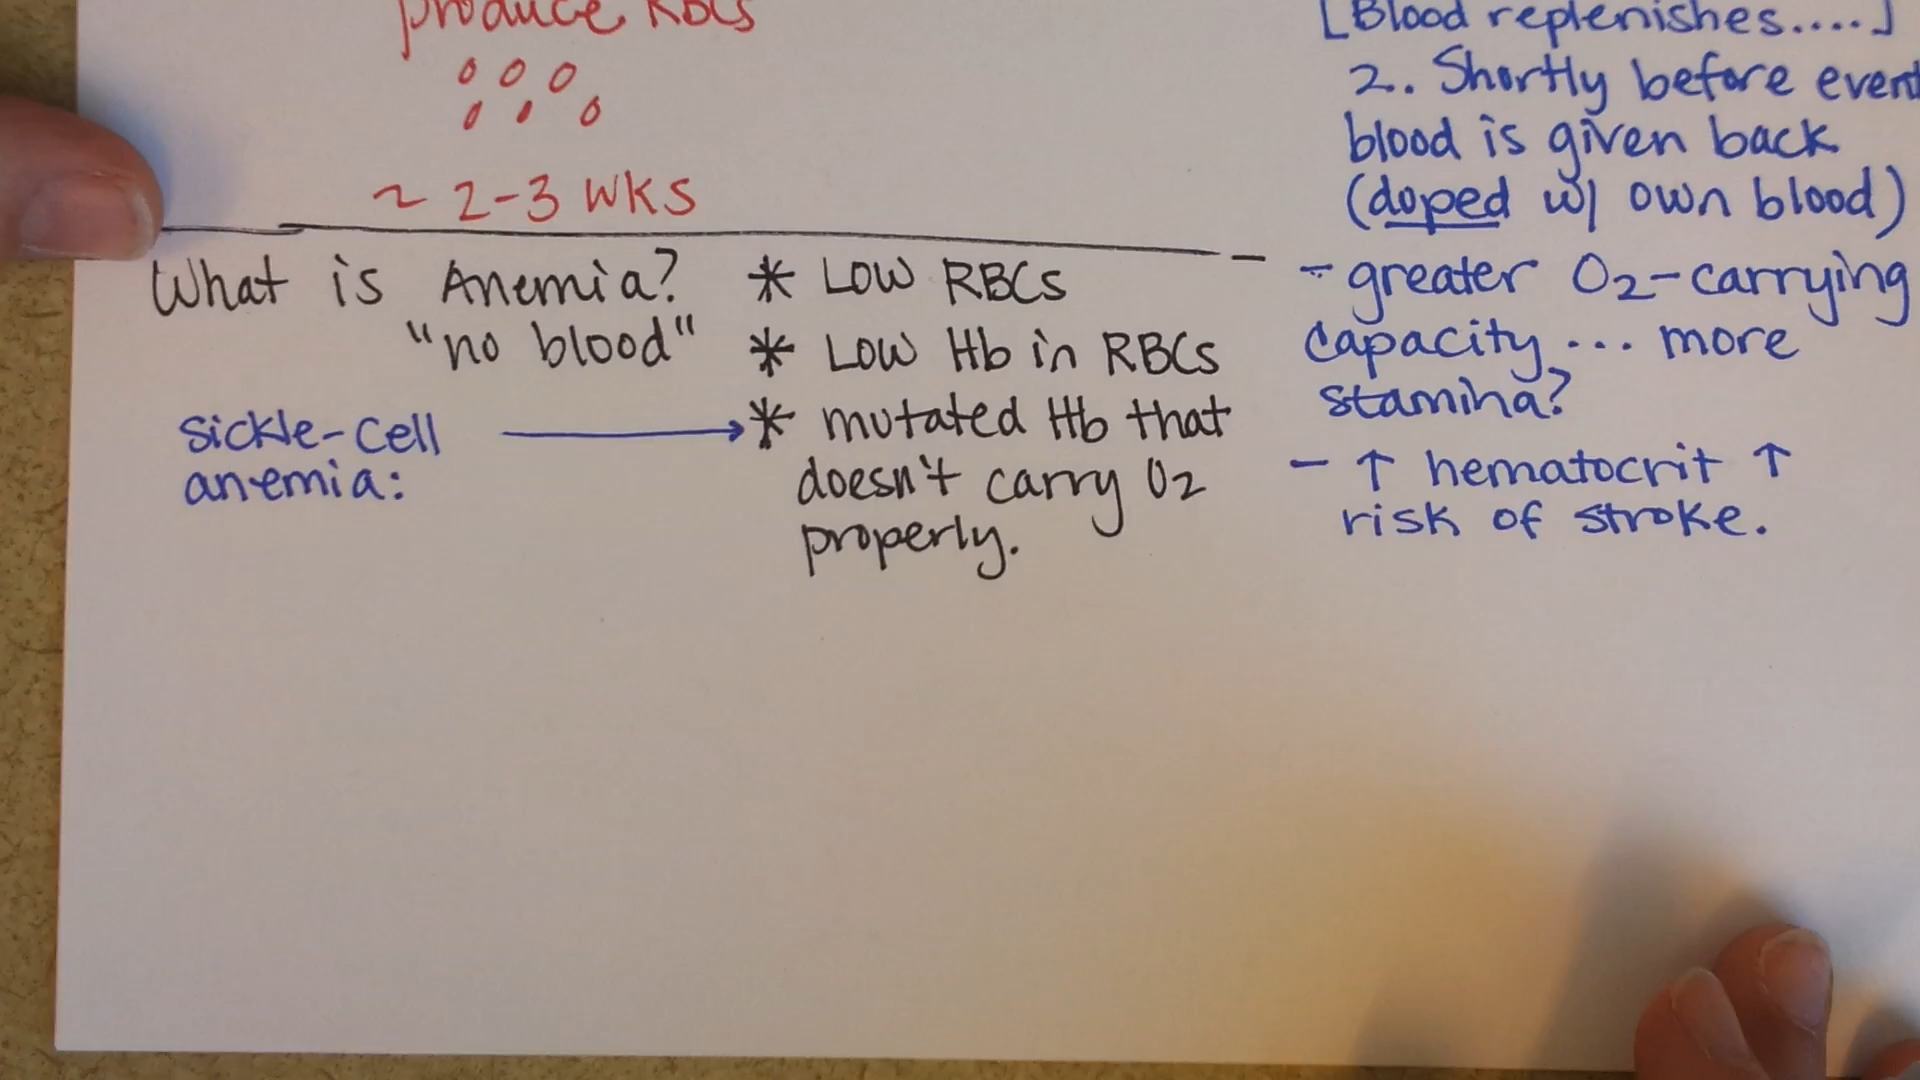 produce RBCs
~ 2-3 WKS
What is Anemia?
"no blood"
* Low RBCs
* Low Hb in RBCs
* mutated Hb that
doesn't carry O2
properly.
Sickle-Cell
anemia:
[Blood replenishes....]
2. Shortly before event
blood is given back
(doped w/ own blood)
- greater O2-carrying
capacity... more
stamina?
- ↑ hematocrit ↑
risk of stroke.